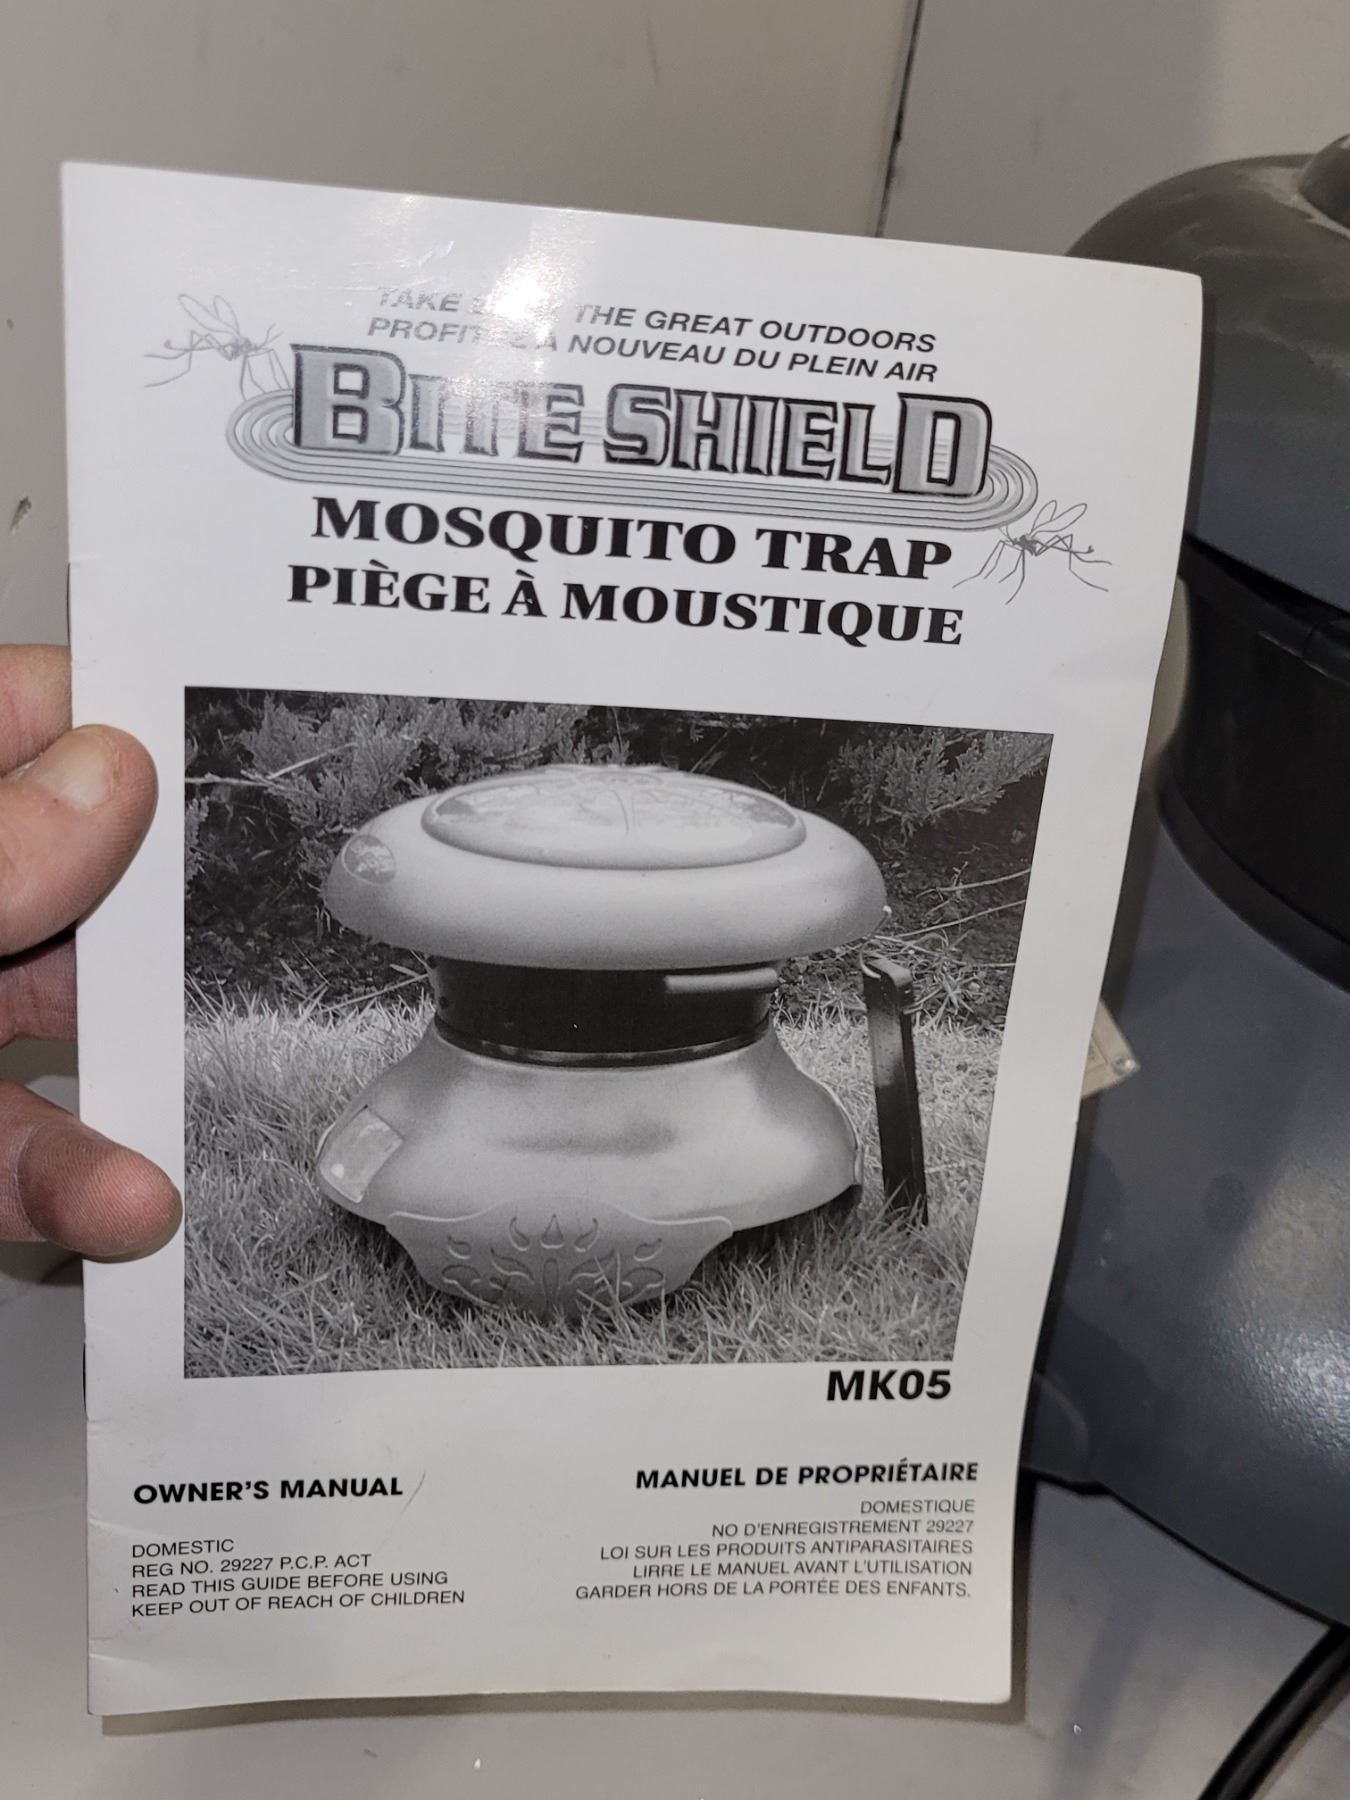 TAKE THE GREAT OUTDOORS
À NOUVEAU DU PLEIN AIR
BITE SHIELD
MOSQUITO TRAP
PIÈGE À MOUSTIQUE
MK05
OWNER'S MANUAL
DOMESTIC
REG NO. 29227 P.C.P. ACT
READ THIS GUIDE BEFORE USING
KEEP OUT OF REACH OF CHILDREN
MANUEL DE PROPRIÉTAIRE
DOMESTIQUE
NO D'ENREGISTREMENT 29227
LOI SUR LES PRODUITS ANTIPARASITAIRES
LIRRE LE MANUEL AVANT L'UTILISATION
GARDER HORS DE LA PORTÉE DES ENFANTS.